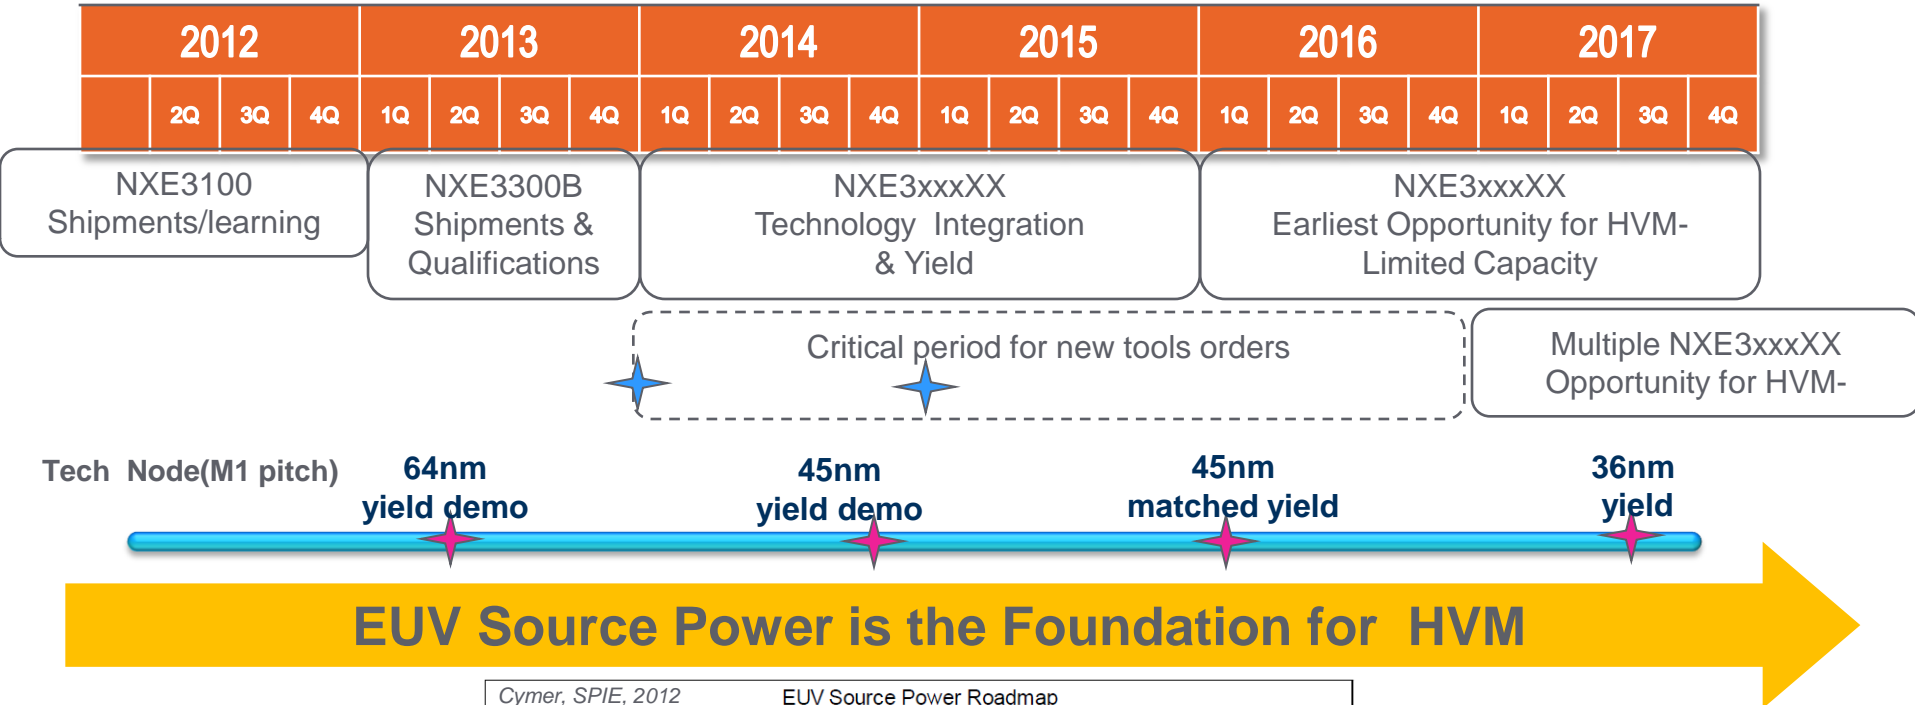 2012 2013 2014 2015 2016 2017
2Q 3Q 4Q 1Q 2Q 3Q 4Q 1Q 2Q 3Q 4Q 1Q 2Q 3Q 4Q 1Q 2Q 3Q 4Q 1Q 2Q 3Q 4Q
NXE3100
Shipments/learning
NXE3300B
Shipments &
Qualifications
NXE3xxxXX
Technology Integration
& Yield
NXE3xxxXX
Earliest Opportunity for HVM-
Limited Capacity
Critical period for new tools orders
Multiple NXE3xxxXX
Opportunity for HVM-
Tech Node(M1 pitch)
64nm
yield demo
45nm
yield demo
45nm
matched yield
36nm
yield
EUV Source Power is the Foundation for HVM
Cymer, SPIE, 2012
EUV Source Power Roadmap